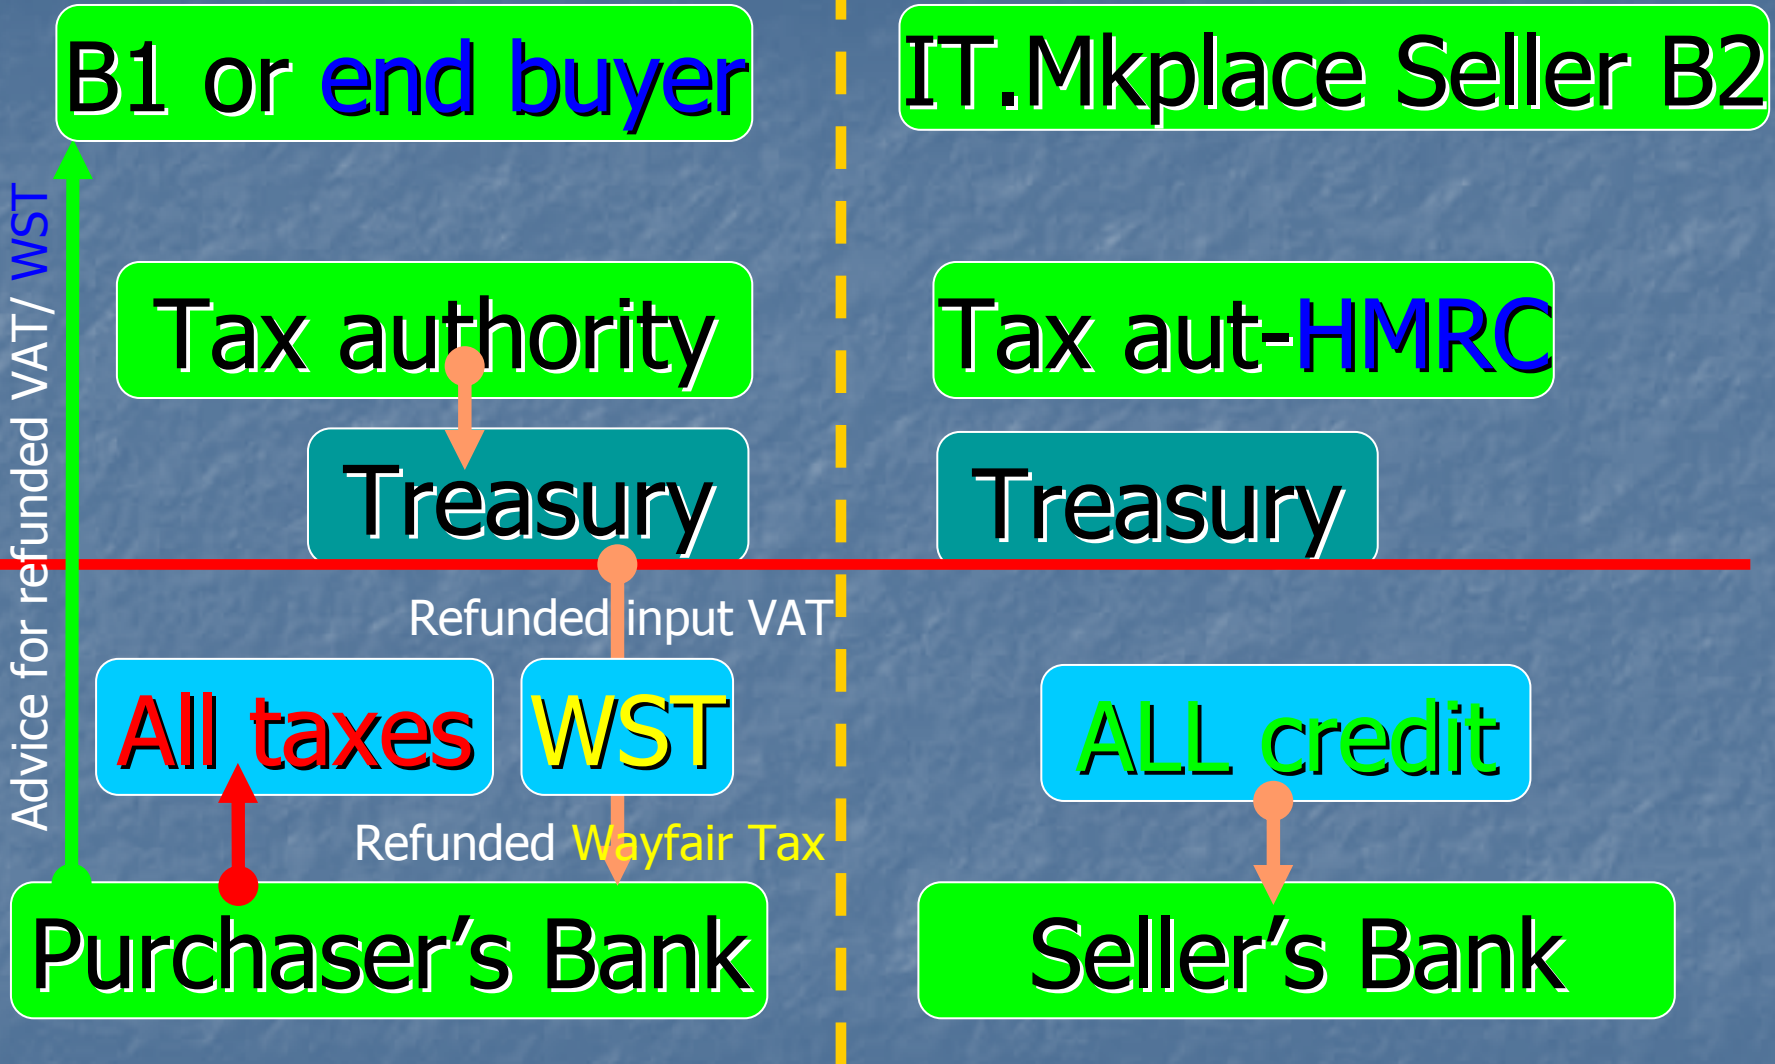 B1 or end buyer
IT.Mkplace Seller B2
Advice for refunded VAT/ WST
Tax authority
Tax aut-HMRC
Treasury
Treasury
Refunded input VAT
All taxes
WST
ALL credit
Refunded Wayfair Tax
Purchaser’s Bank
Seller’s Bank